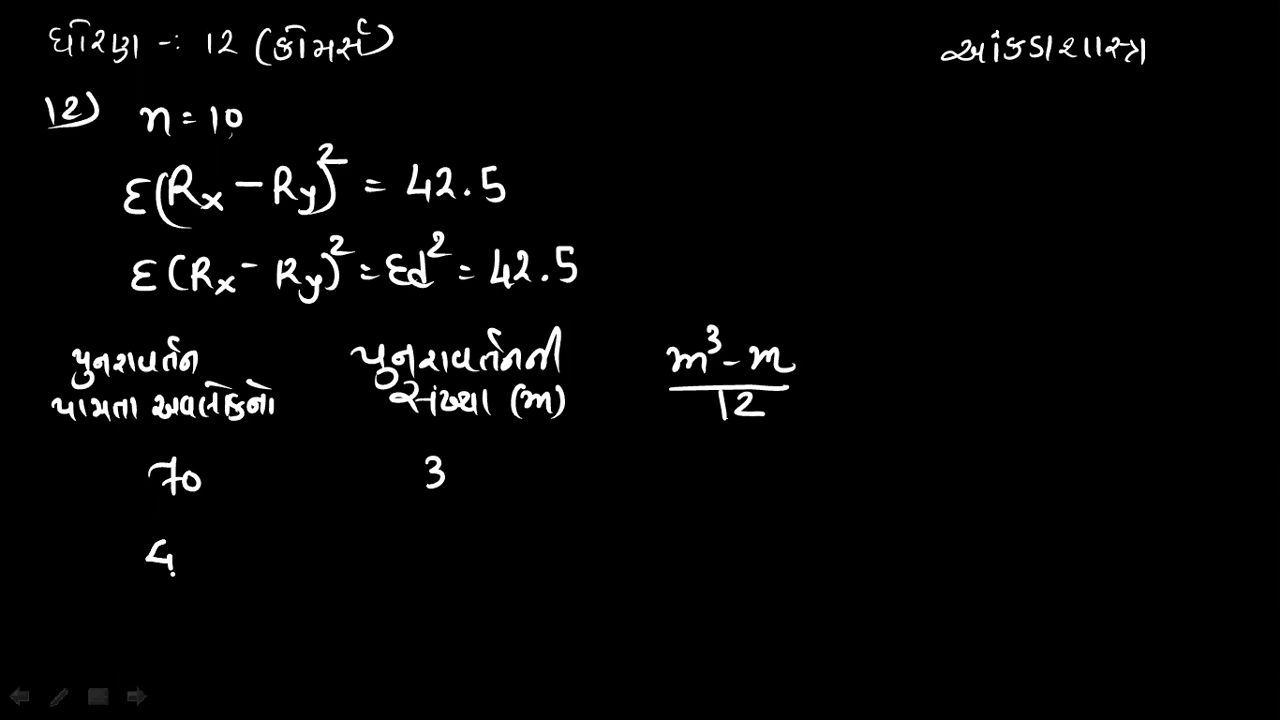 ધોરણ -: 12 (કોમર્સ) આંકડાશાસ્ત્ર
12) n = 10
Σ(Rx - Ry)² = 42.5
Σ(Rx - Ry)² = Σd² = 42.5
પુનરાવર્તન પુનરાવર્તનની m³ - m
પામતા અવલોકનો સંખ્યા (m) 12
70 3